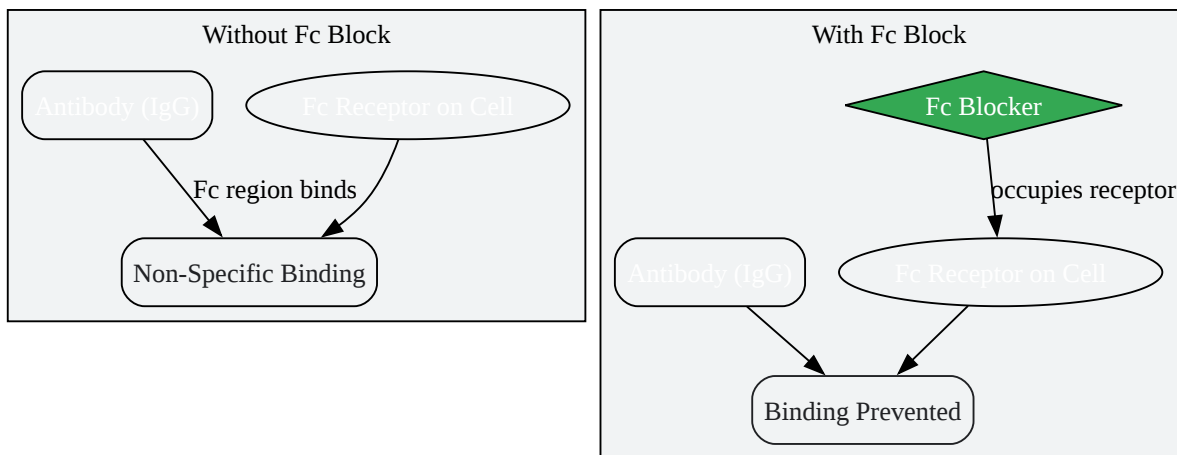 Without Fc Block
Antibody (IgG)
Fc Receptor on Cell
Fc region binds
Non-Specific Binding
With Fc Block
Fc Blocker
occupies receptor
Antibody (IgG)
Fc Receptor on Cell
Binding Prevented